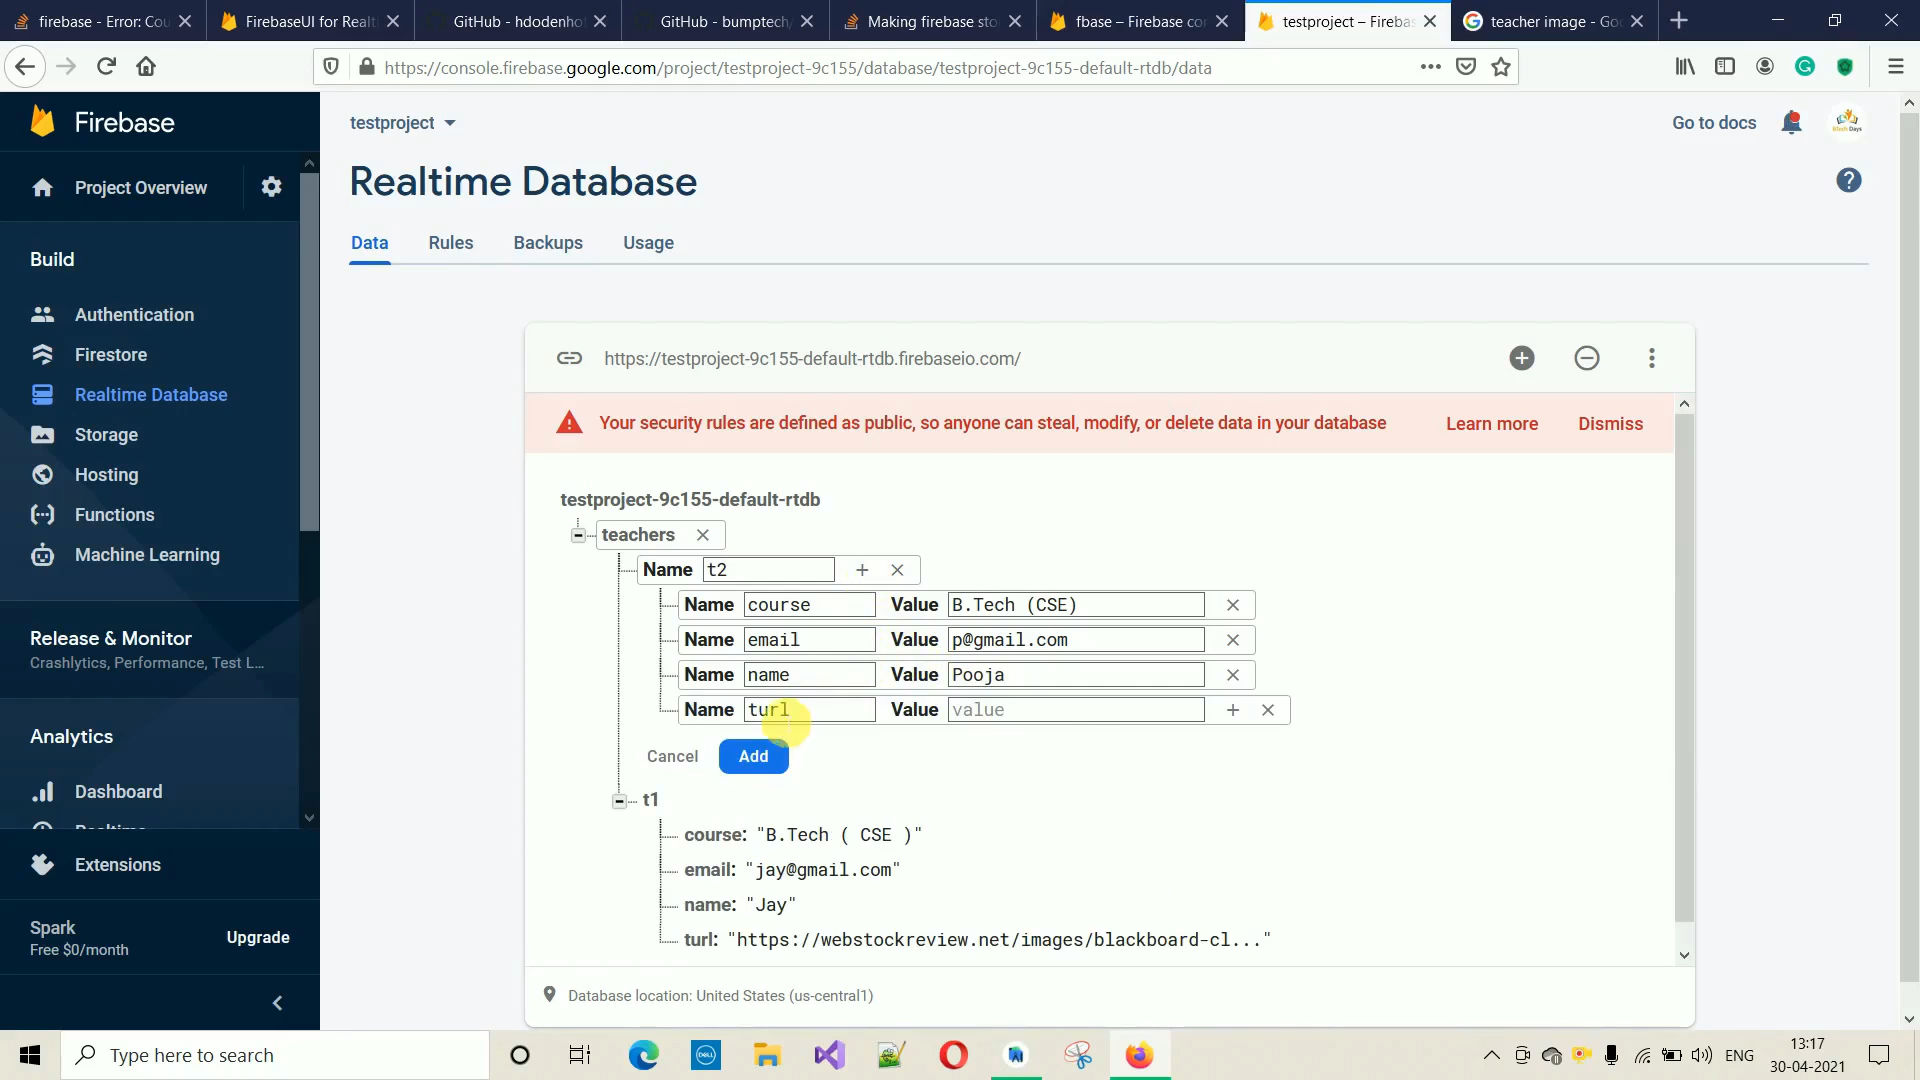 firebase - Error: Cou
FirebaseUI for Realt
GitHub - hdodenho
GitHub - bumptech/
Making firebase sto
fbase – Firebase co
testproject – Firebas
teacher image - Goo
https://console.firebase.google.com/project/testproject-9c155/database/testproject-9c155-default-rtdb/data
Firebase
testproject
Go to docs
Project Overview
Realtime Database
Build
Data
Rules
Backups
Usage
Authentication
Firestore
Realtime Database
Storage
Hosting
Functions
Machine Learning
https://testproject-9c155-default-rtdb.firebaseio.com/
Your security rules are defined as public, so anyone can steal, modify, or delete data in your database
Learn more
Dismiss
testproject-9c155-default-rtdb
teachers
Name t2
Name course Value B.Tech (CSE)
Name email Value p@gmail.com
Name name Value Pooja
Name turl Value value
Cancel
Add
t1
course: "B.Tech ( CSE )"
email: "jay@gmail.com"
name: "Jay"
turl: "https://webstockreview.net/images/blackboard-cl..."
Release & Monitor
Crashlytics, Performance, Test L...
Analytics
Dashboard
Realtime
Extensions
Spark
Free $0/month
Upgrade
Database location: United States (us-central1)
Type here to search
DELL
ENG
13:17
30-04-2021